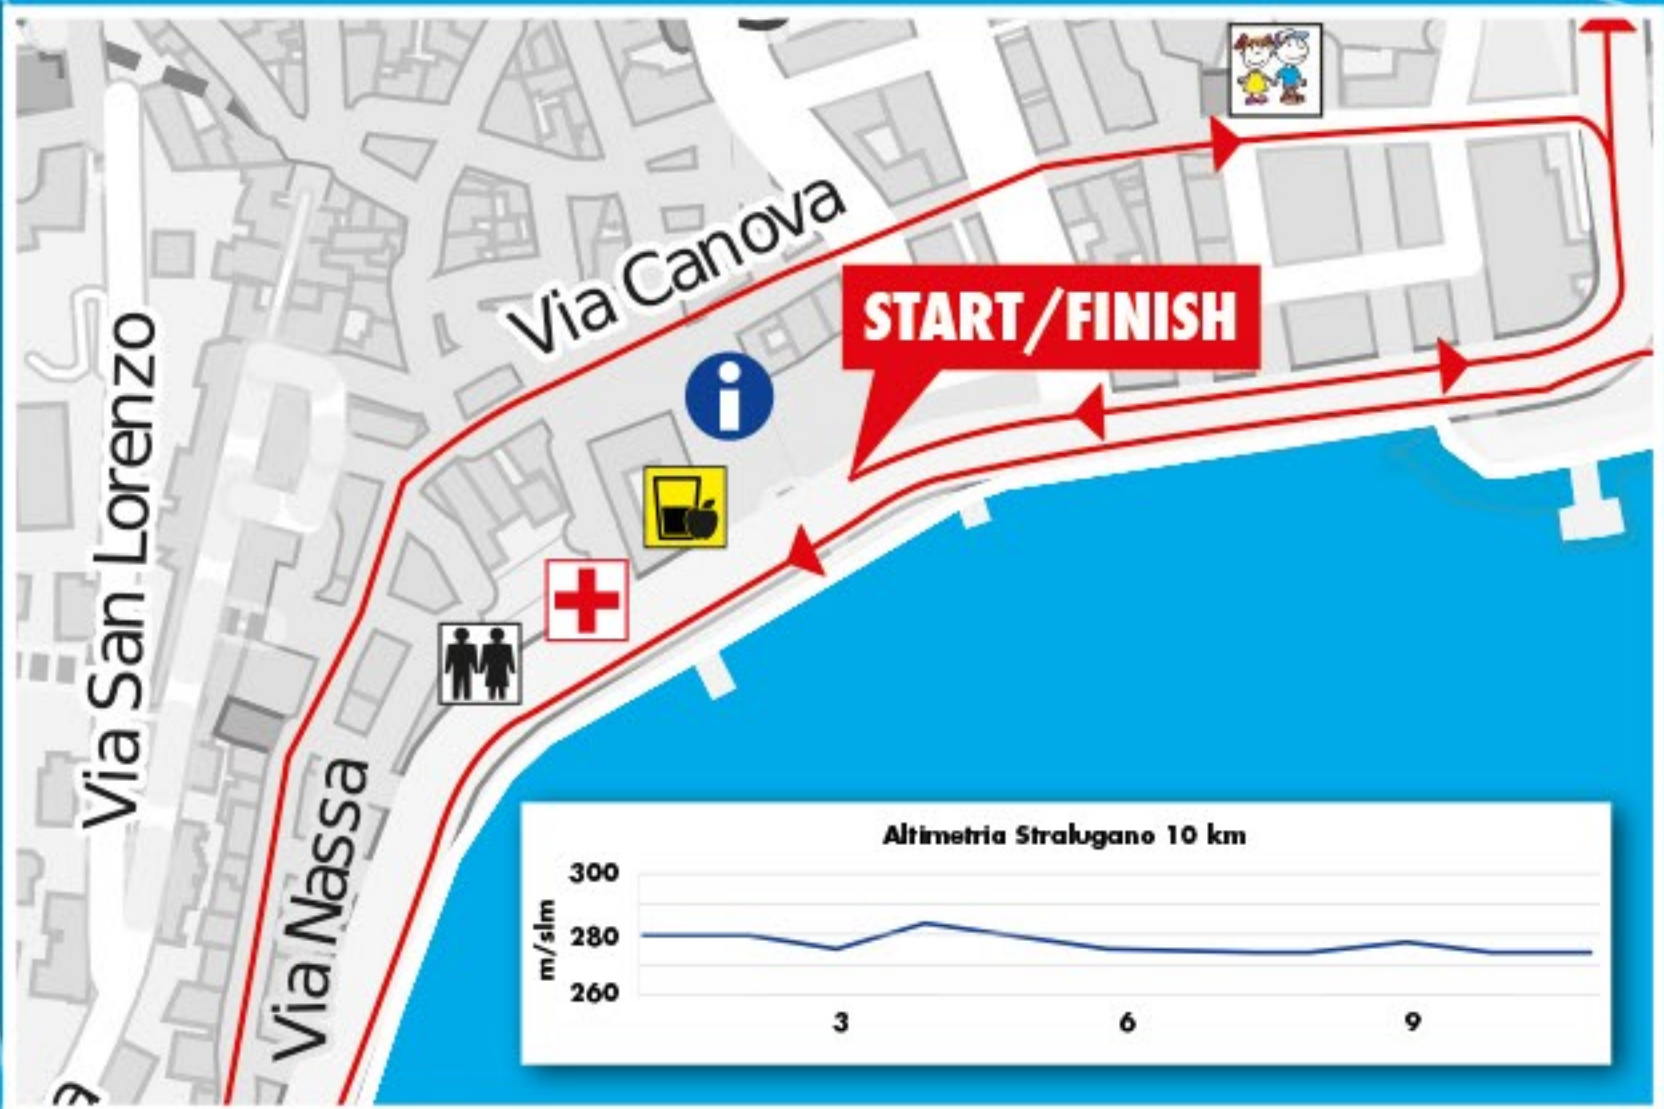 Via Canova
START/FINISH
Via San Lorenzo
Via Nassa
Altimetria Stralugano 10 km
m/slm
300
280
260
3
6
9